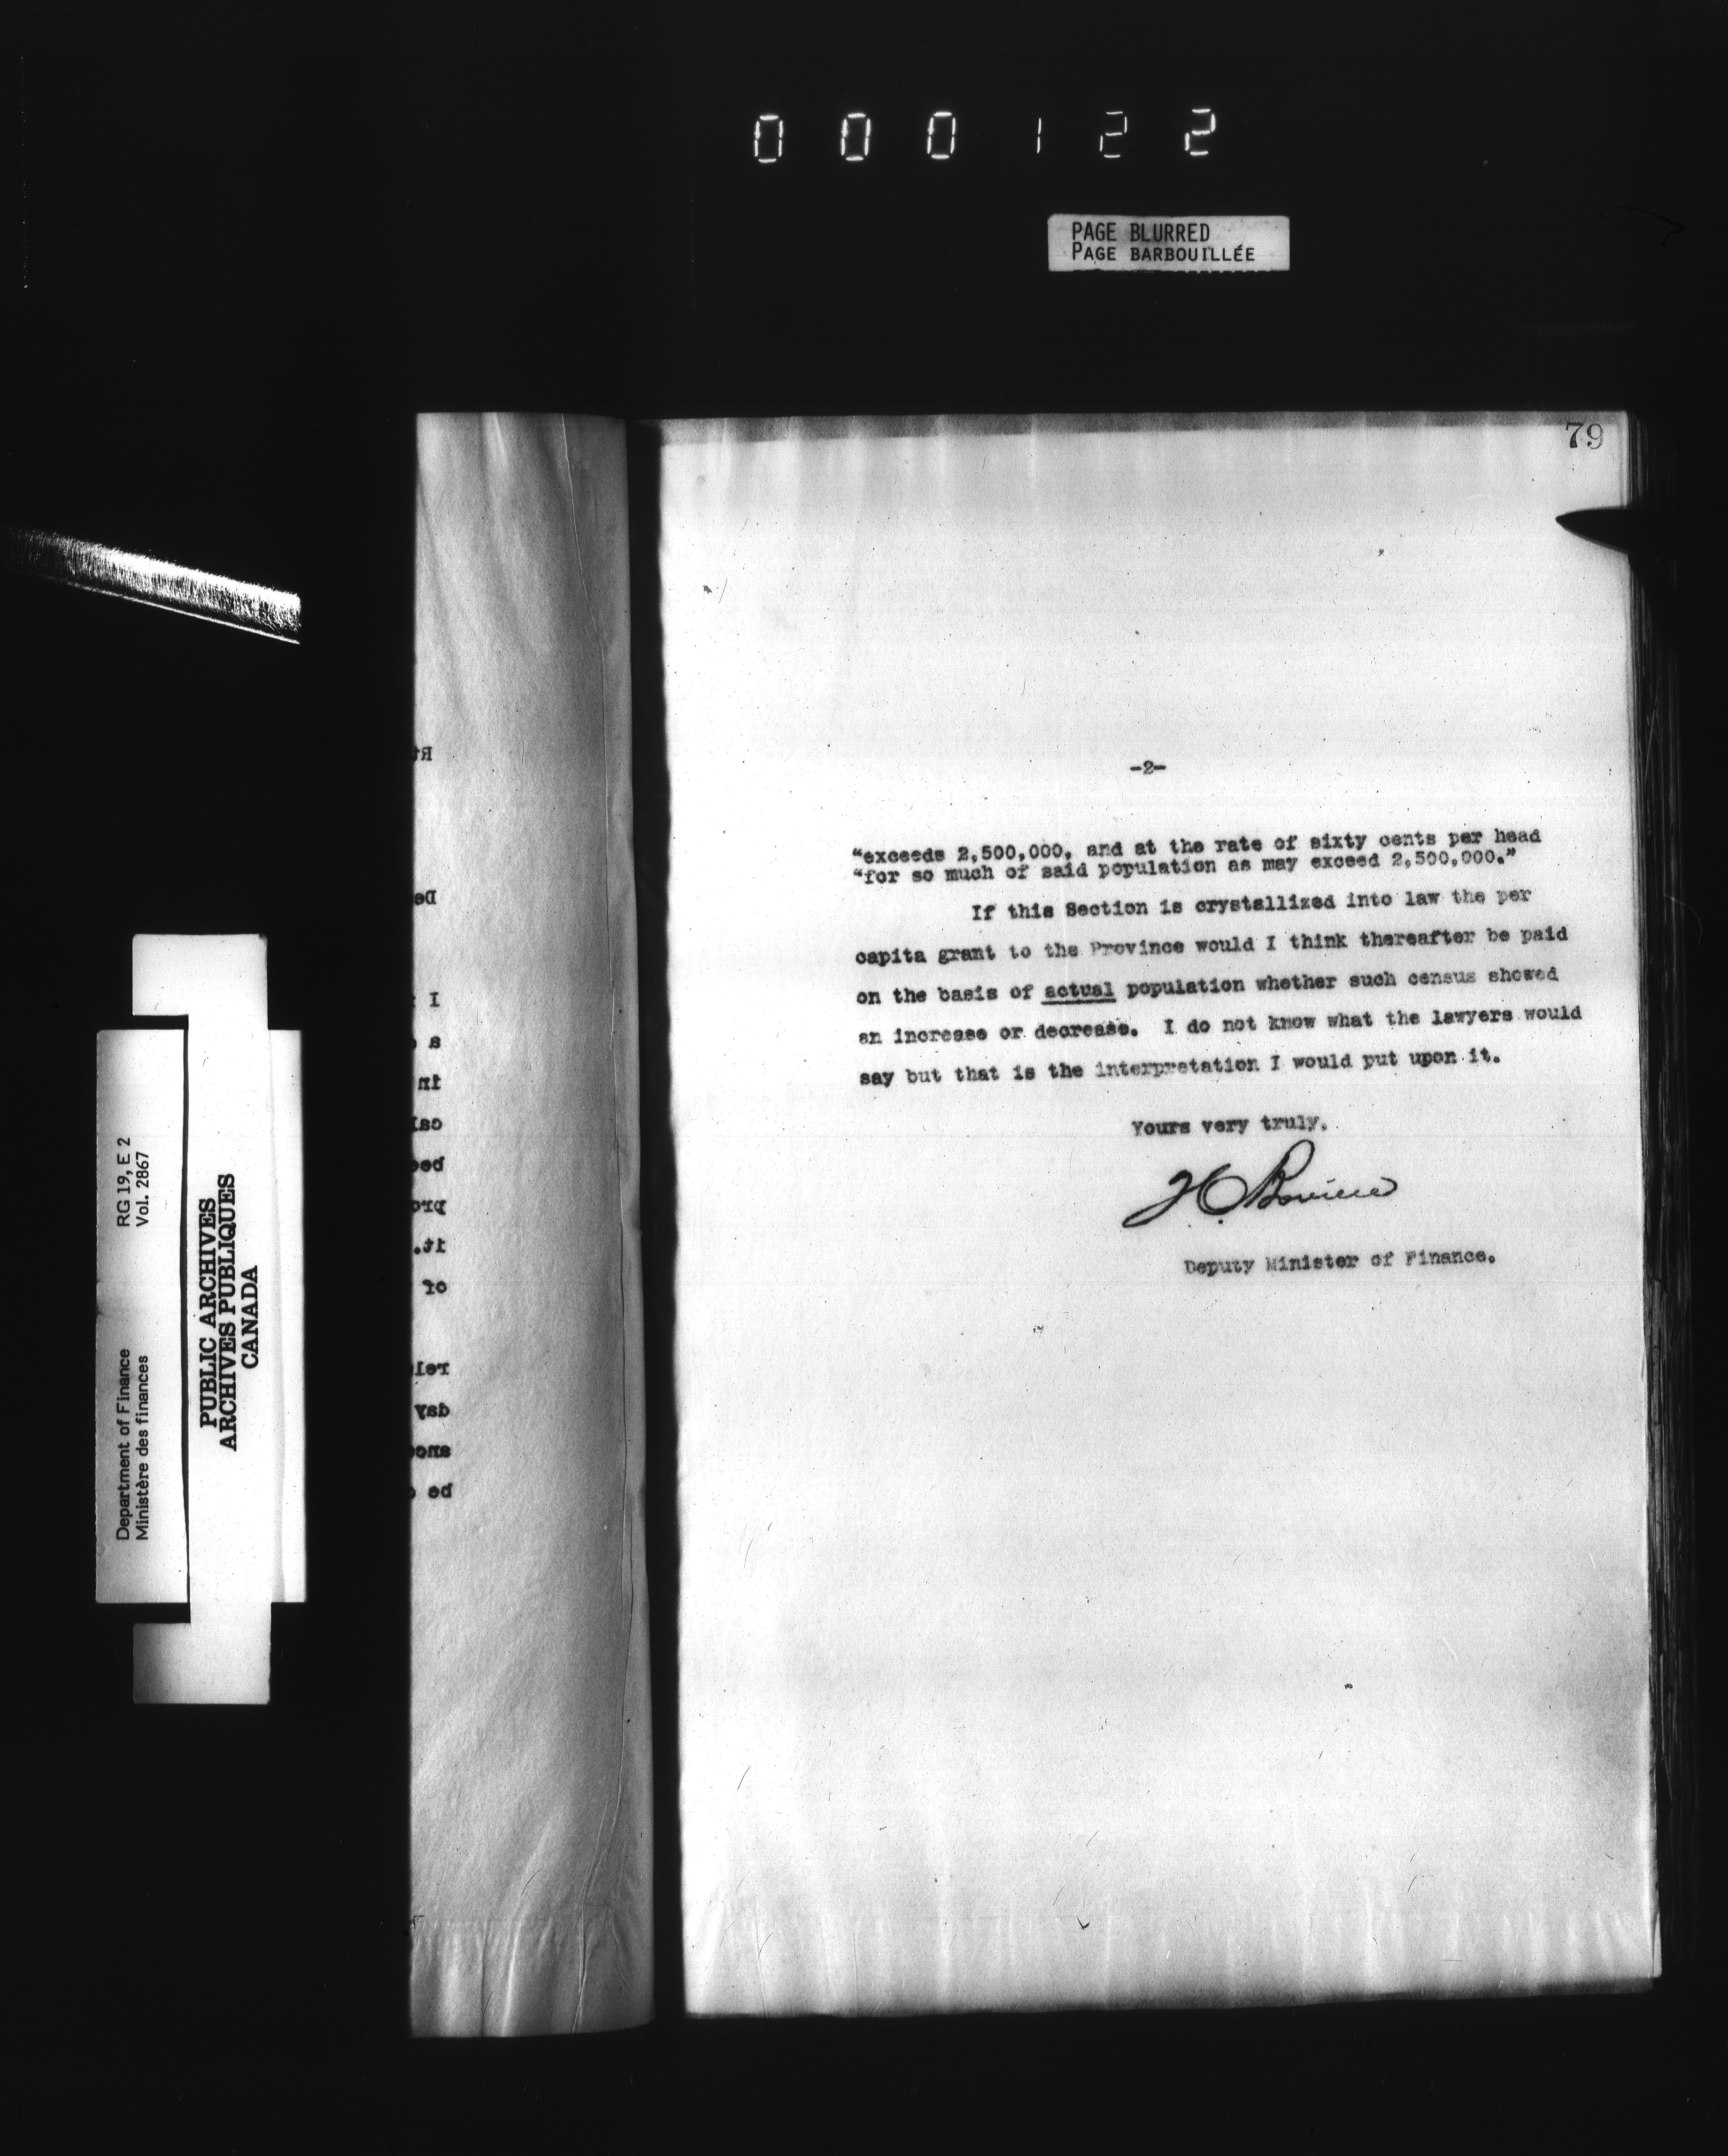 000122
PAGE BLURRED
PAGE BARBOUILLÉE
79
-2-
"exceeds 2,500,000, and at the rate of sixty cents per head
"for so much of said population as may exceed 2,500,000."
If this Section is crystallized into law the per
capita grant to the Province would I think thereafter be paid
on the basis of actual population whether such census showed
an increase or decrease. I do not know what the lawyers would
say but that is the interpretation I would put upon it.
Yours very truly,
Deputy Minister of Finance.
Department of Finance RG 19, E 2
Ministère des finances Vol. 2867
PUBLIC ARCHIVES
ARCHIVES PUBLIQUES
CANADA
I
a
in
it.
of
day
be